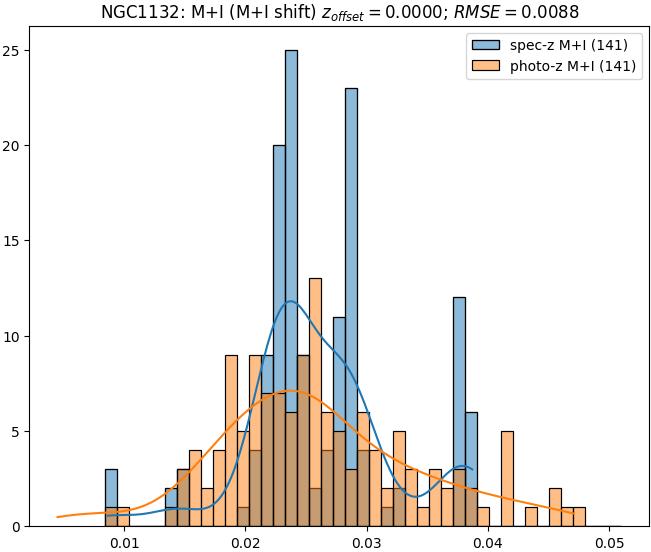 NGC1132: M+I (M+I shift) z_offset = 0.0000; RMSE = 0.0088
spec-z M+I (141)
photo-z M+I (141)
25
20
15
10
5
0
0.01 0.02 0.03 0.04 0.05